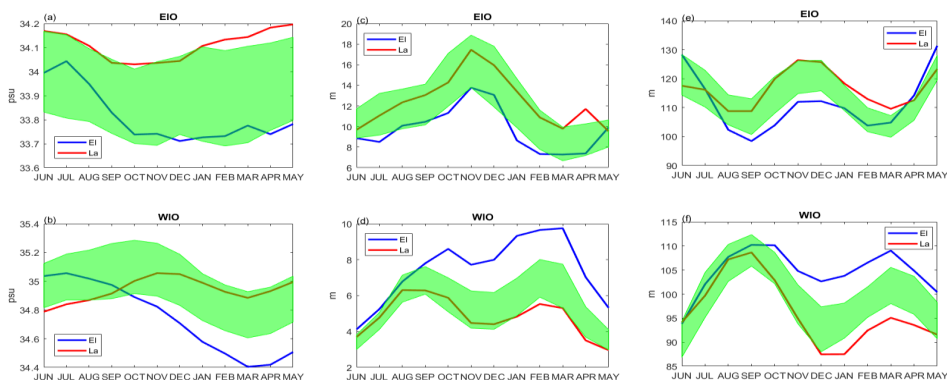 (a) EIO
34.2
34.1
34
33.9
33.8
33.7
33.6
psu
El
La
JUN JUL AUG SEP OCT NOV DEC JAN FEB MAR APR MAY
(c) EIO
20
18
16
14
12
10
8
6
m
El
La
JUN JUL AUG SEP OCT NOV DEC JAN FEB MAR APR MAY
(e) EIO
140
130
120
110
100
90
m
El
La
JUN JUL AUG SEP OCT NOV DEC JAN FEB MAR APR MAY
(b) WIO
35.4
35.2
35
34.8
34.6
34.4
psu
El
La
JUN JUL AUG SEP OCT NOV DEC JAN FEB MAR APR MAY
(d) WIO
10
8
6
4
2
m
El
La
JUN JUL AUG SEP OCT NOV DEC JAN FEB MAR APR MAY
(f) WIO
115
110
105
100
95
90
85
m
El
La
JUN JUL AUG SEP OCT NOV DEC JAN FEB MAR APR MAY